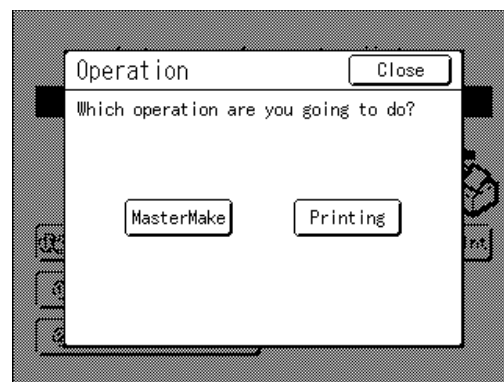 Operation
Close
Which operation are you going to do?
MasterMake
Printing